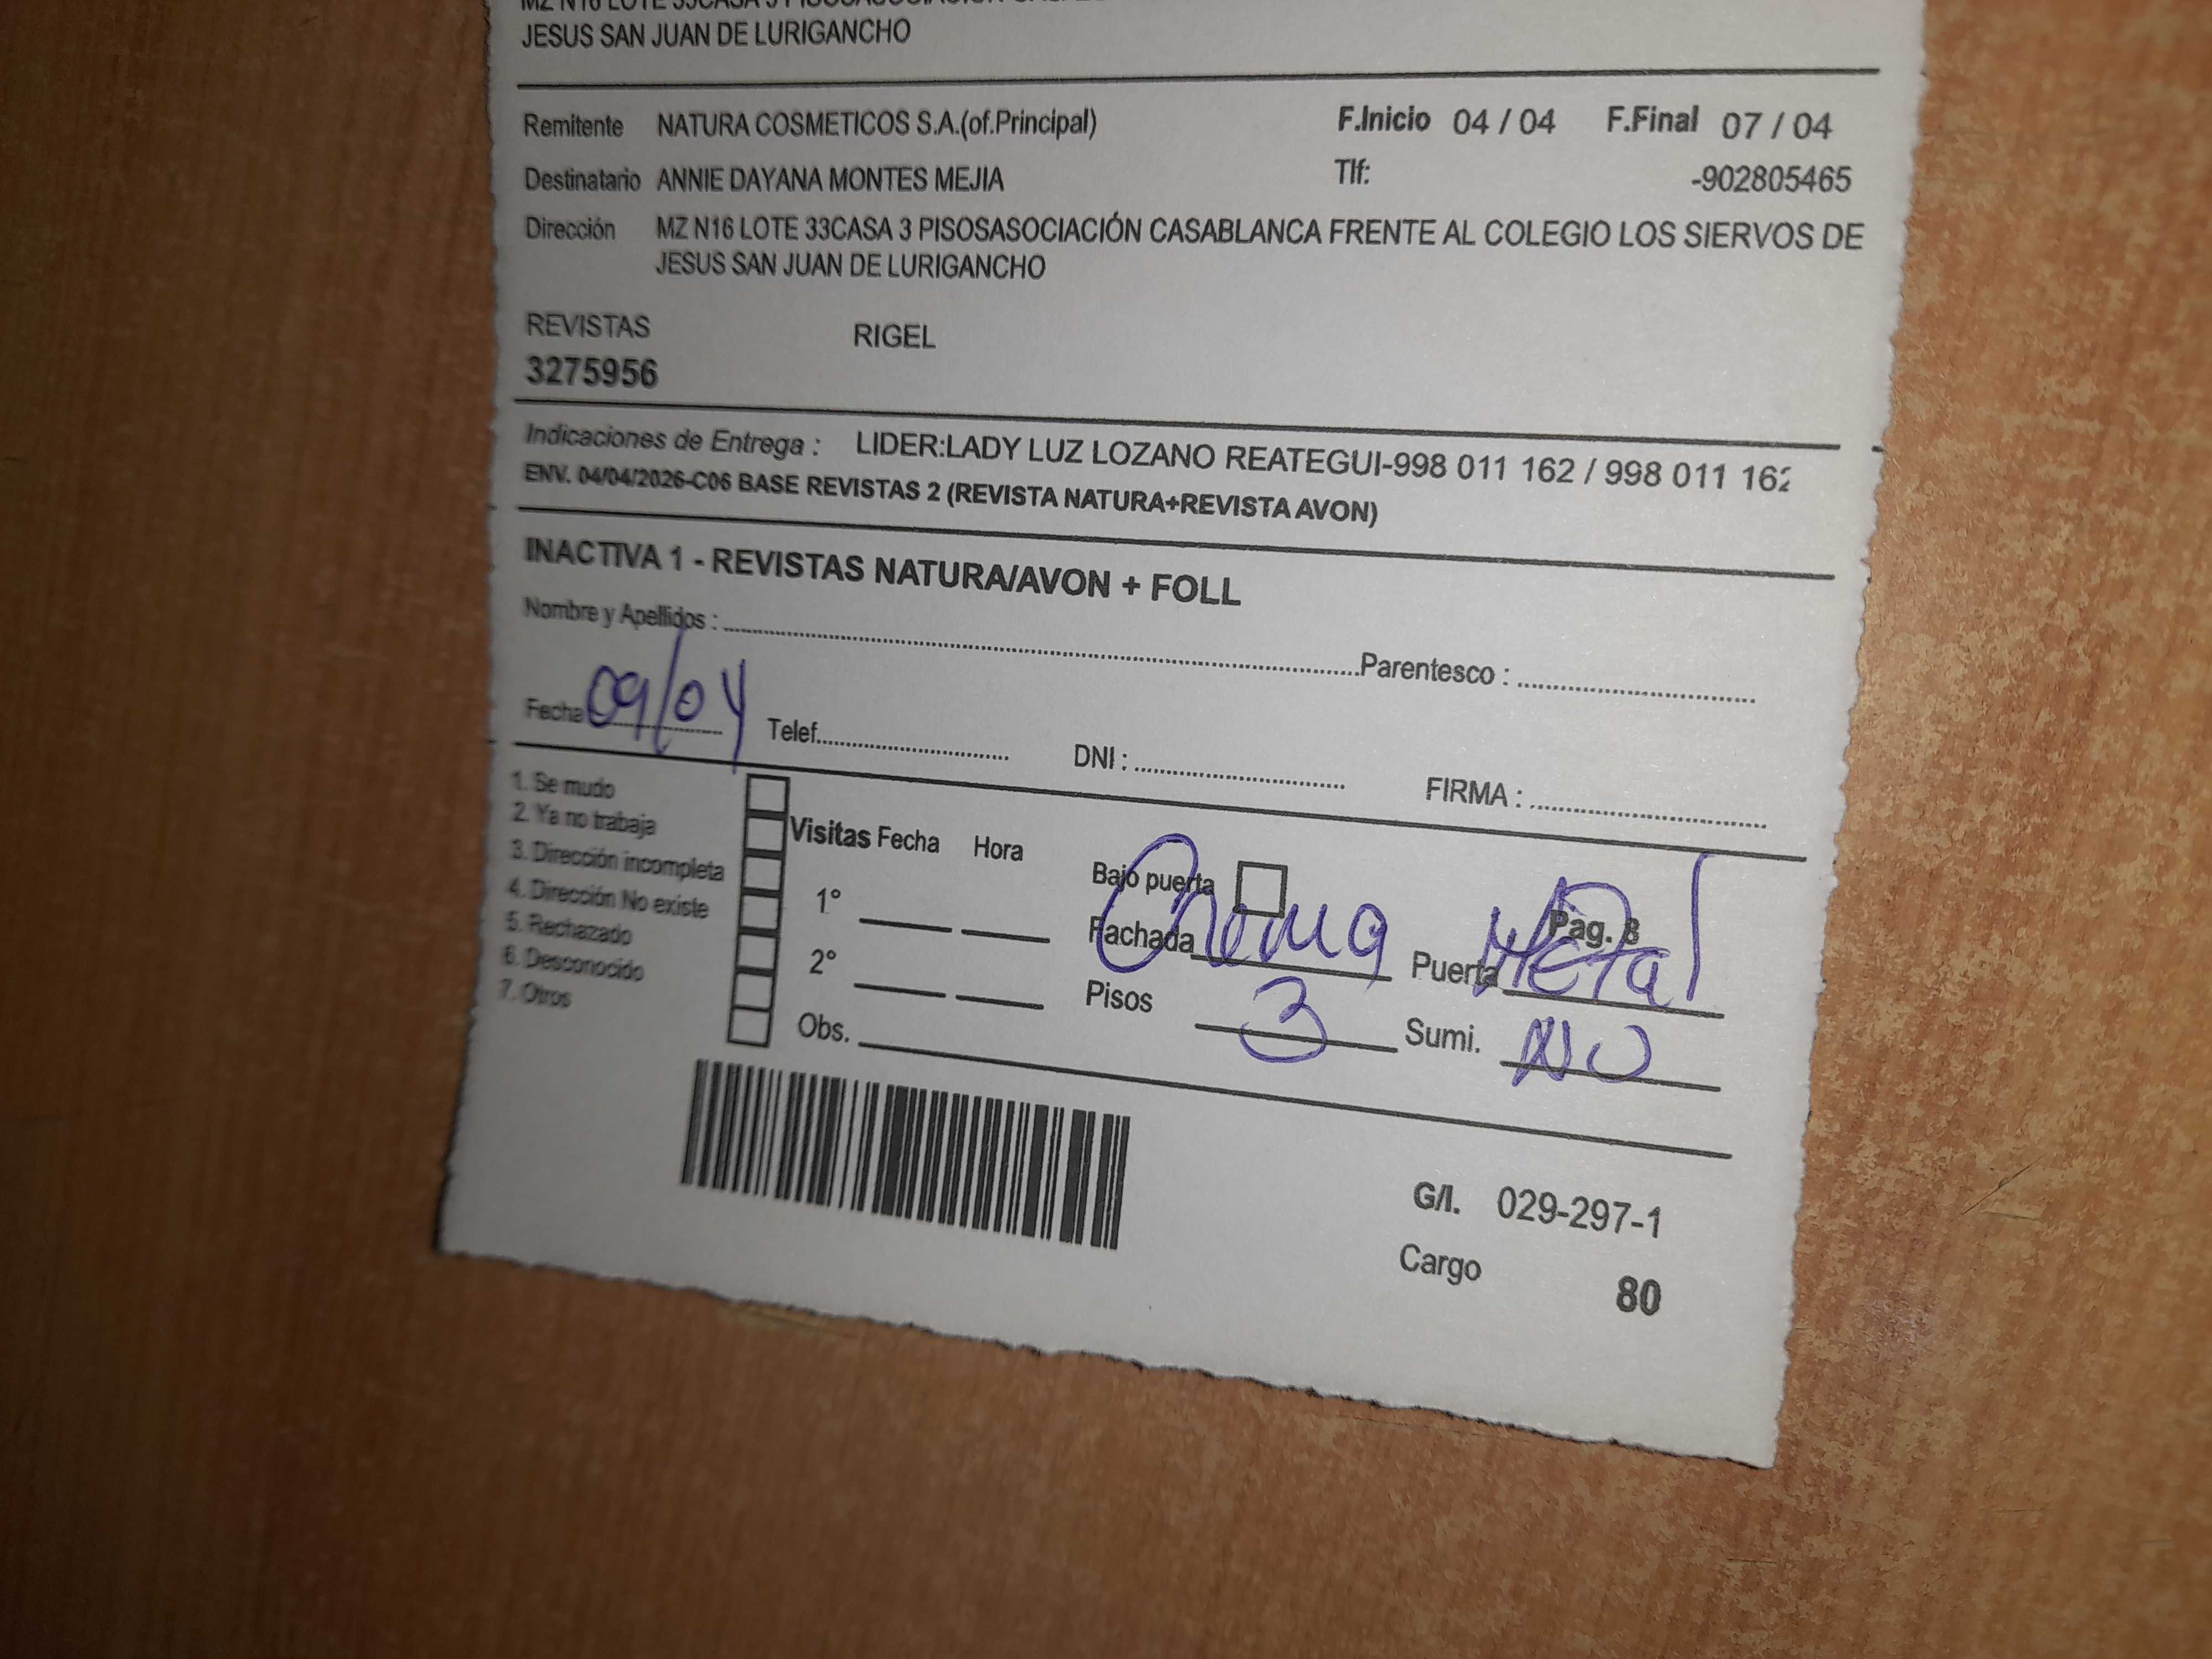 JESUS SAN JUAN DE LURIGANCHO
Remitente NATURA COSMETICOS S.A.(of.Principal) F.Inicio 04 / 04 F.Final 07 / 04
Destinatario ANNIE DAYANA MONTES MEJIA Tlf: -902805465
Dirección MZ N16 LOTE 33CASA 3 PISOSASOCIACIÓN CASABLANCA FRENTE AL COLEGIO LOS SIERVOS DE
JESUS SAN JUAN DE LURIGANCHO
REVISTAS RIGEL
3275956
Indicaciones de Entrega : LIDER:LADY LUZ LOZANO REATEGUI-998 011 162 / 998 011 162
ENV. 04/04/2026-C06 BASE REVISTAS 2 (REVISTA NATURA+REVISTA AVON)
INACTIVA 1 - REVISTAS NATURA/AVON + FOLL
Nombre y Apellidos : Parentesco :
Fecha 09/04 Telef. DNI : FIRMA :
1. Se mudo
2. Ya no trabaja
3. Dirección incompleta
4. Dirección No existe
5. Rechazado
6. Desconocido
7. Otros
Visitas Fecha Hora
1°
2°
Obs.
Bajo puerta Pag. 8
Fachada Crema Puerta Metal
Pisos 3 Sumi. NO
G/I. 029-297-1
Cargo 80